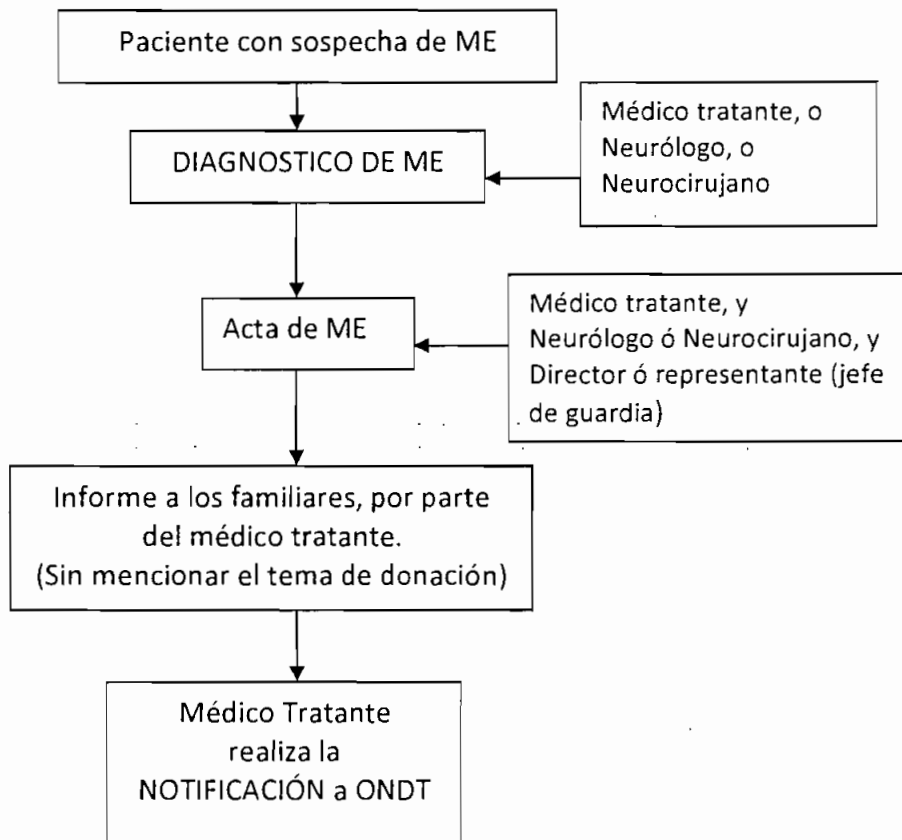 Paciente con sospecha de ME
DIAGNOSTICO DE ME
Médico tratante, o
Neurólogo, o
Neurocirujano
Acta de ME
Médico tratante, y
Neurólogo ó Neurocirujano, y
Director ó representante (jefe
de guardia)
Informe a los familiares, por parte
del médico tratante.
(Sin mencionar el tema de donación)
Médico Tratante
realiza la
NOTIFICACIÓN a ONDT